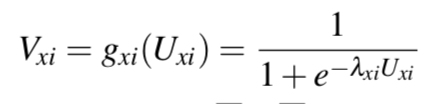 $V_{xi} = g_{xi}(U_{xi}) = \frac{1}{1 + e^{-\lambda_{xi} U_{xi}}}$